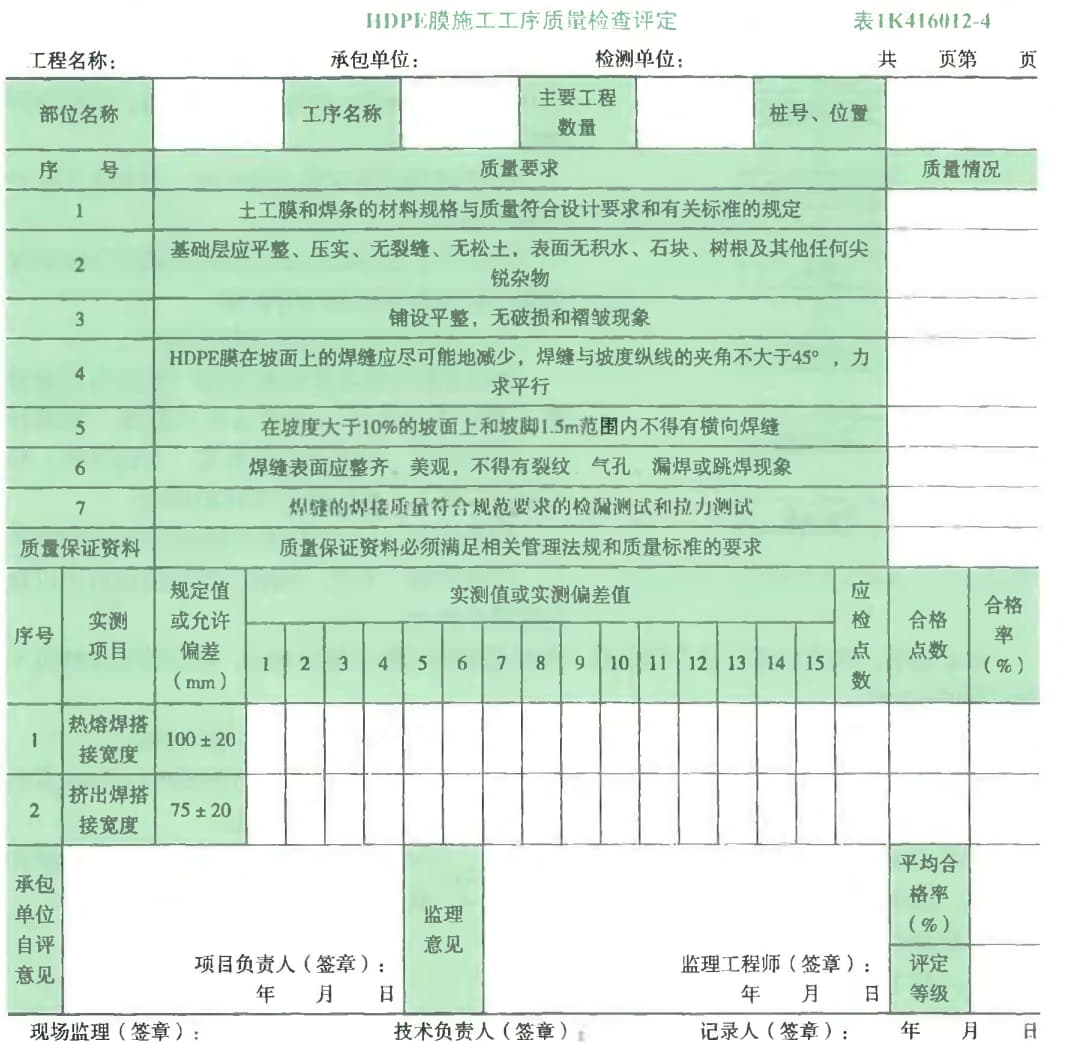 HDPE膜施工工序质量检查评定 表1K416012-4
工程名称： 承包单位： 检测单位： 共 页第 页
部位名称 工序名称 主要工程数量 桩号、位置
序 号 质量要求 质量情况
1 土工膜和焊条的材料规格与质量符合设计要求和有关标准的规定
2 基础层应平整、压实、无裂缝、无松土，表面无积水、石块、树根及其他任何尖
锐杂物
3 铺设平整，无破损和褶皱现象
4 HDPE膜在坡面上的焊缝应尽可能地减少，焊缝与坡度纵线的夹角不大于45°，力
求平行
5 在坡度大于10%的坡面上和坡脚1.5m范围内不得有横向焊缝
6 焊缝表面应整齐、美观，不得有裂纹 气孔 漏焊或跳焊现象
7 焊缝的焊接质量符合规范要求的检漏测试和拉力测试
质量保证资料 质量保证资料必须满足相关管理法规和质量标准的要求
序号 实测项目 规定值或允许偏差（mm） 实测值或实测偏差值 应检点数 合格点数 合格率（%）
1 2 3 4 5 6 7 8 9 10 11 12 13 14 15
1 热熔焊搭接宽度 100±20
2 挤出焊搭接宽度 75±20
承包单位自评意见 监理意见 平均合格率（%）
项目负责人（签章）： 监理工程师（签章）： 评定等级
年 月 日 年 月 日
现场监理（签章）： 技术负责人（签章）： 记录人（签章）： 年 月 日